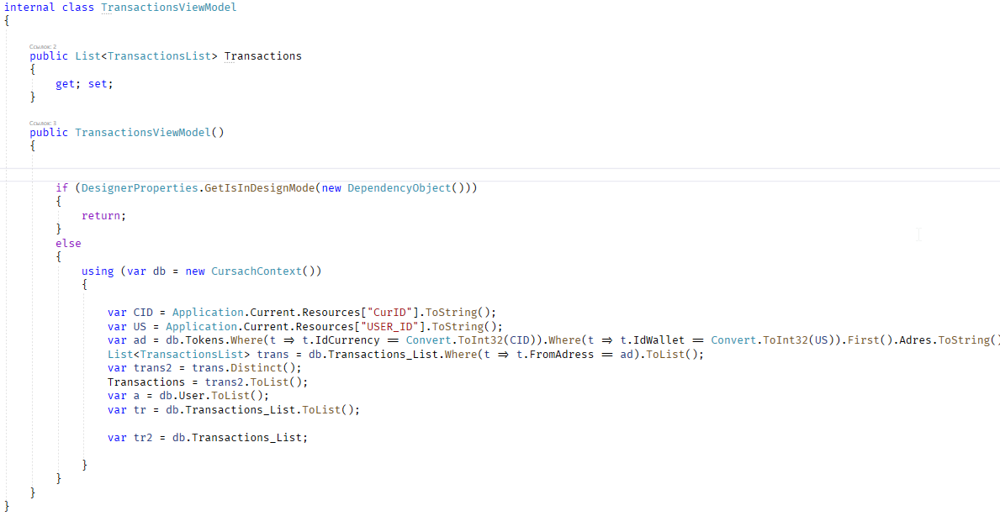 internal class TransactionsViewModel
{
Ссылок: 2
public List<TransactionsList> Transactions
{
get; set;
}
Ссылок: 3
public TransactionsViewModel()
{
if (DesignerProperties.GetIsInDesignMode(new DependencyObject()))
{
return;
}
else
{
using (var db = new CursachContext())
{
var CID = Application.Current.Resources["CurID"].ToString();
var US = Application.Current.Resources["USER_ID"].ToString();
var ad = db.Tokens.Where(t => t.IdCurrency == Convert.ToInt32(CID)).Where(t => t.IdWallet == Convert.ToInt32(US)).First().Adres.ToString()
List<TransactionsList> trans = db.Transactions_List.Where(t => t.FromAdress == ad).ToList();
var trans2 = trans.Distinct();
Transactions = trans2.ToList();
var a = db.User.ToList();
var tr = db.Transactions_List.ToList();
var tr2 = db.Transactions_List;
}
}
}
}